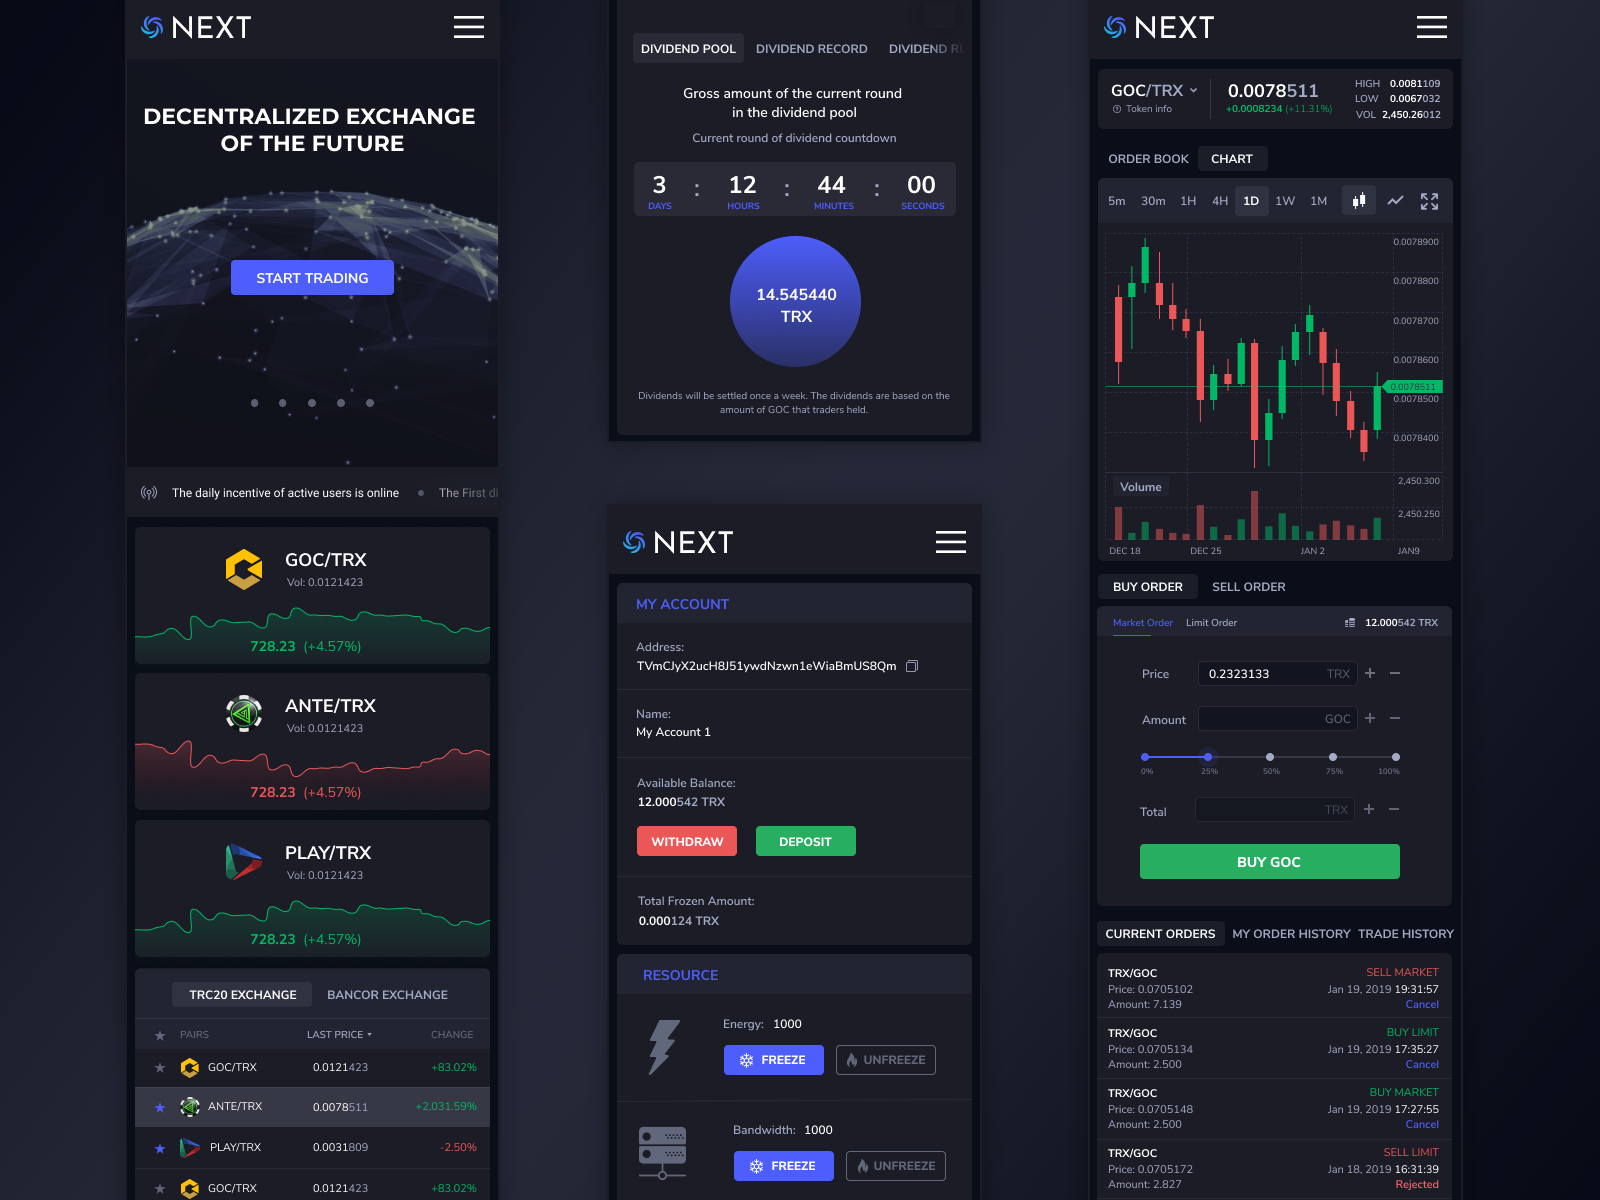 NEXT
DECENTRALIZED EXCHANGE
OF THE FUTURE
START TRADING
The daily incentive of active users is online
The First
GOC/TRX
Vol: 0.0121423
728.23 (+4.57%)
ANTE/TRX
Vol: 0.0121423
728.23 (+4.57%)
PLAY/TRX
Vol: 0.0121423
728.23 (+4.57%)
TRC20 EXCHANGE BANCOR EXCHANGE
PAIRS LAST PRICE CHANGE
GOC/TRX 0.0121423 +83.02%
ANTE/TRX 0.0078511 +2,031.59%
PLAY/TRX 0.0031809 -2.50%
GOC/TRX 0.0121423 +83.02%
DIVIDEND POOL DIVIDEND RECORD DIVIDEND
Gross amount of the current round
in the dividend pool
Current round of dividend countdown
3 : 12 : 44 : 00
DAYS HOURS MINUTES SECONDS
14.545440
TRX
Dividends will be settled once a week. The dividends are based on the
amount of GOC that traders held.
NEXT
MY ACCOUNT
Address:
TVmCJyX2ucH8J51ywdNzwn1eWiaBmUS8Qm
Name:
My Account 1
Available Balance:
12.000542 TRX
WITHDRAW DEPOSIT
Total Frozen Amount:
0.000124 TRX
RESOURCE
Energy: 1000
FREEZE UNFREEZE
Bandwidth: 1000
FREEZE UNFREEZE
NEXT
GOC/TRX 0.0078511
Token info +0.0008234 (+11.31%)
HIGH 0.0081109
LOW 0.0067032
VOL 2,450.26012
ORDER BOOK CHART
5m 30m 1H 4H 1D 1W 1M
0.0078900
0.0078800
0.0078700
0.0078600
0.0078511
0.0078500
0.0078400
Volume
2,450.300
2,450.250
DEC 18 DEC 25 JAN 2 JAN9
BUY ORDER SELL ORDER
Market Order Limit Order 12.000542 TRX
Price 0.2323133 TRX + −
Amount GOC + −
0% 25% 50% 75% 100%
Total TRX + −
BUY GOC
CURRENT ORDERS MY ORDER HISTORY TRADE HISTORY
TRX/GOC SELL MARKET
Price: 0.0705102 Jan 19, 2019 19:31:57
Amount: 7.139 Cancel
TRX/GOC BUY LIMIT
Price: 0.0705134 Jan 19, 2019 17:35:27
Amount: 2.500 Cancel
TRX/GOC BUY MARKET
Price: 0.0705148 Jan 19, 2019 17:27:55
Amount: 2.500 Cancel
TRX/GOC SELL LIMIT
Price: 0.0705172 Jan 18, 2019 16:31:39
Amount: 2.827 Rejected